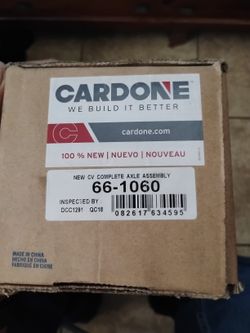 CARDONE
WE BUILD IT BETTER
cardone.com
100 % NEW | NUEVO | NOUVEAU
NEW CV COMPLETE AXLE ASSEMBLY
66-1060
INSPECTED BY
DCC1291 QC18
082617634595
MADE IN CHINA
HECHO EN CHINA
FABRIQUÉ EN CHINE